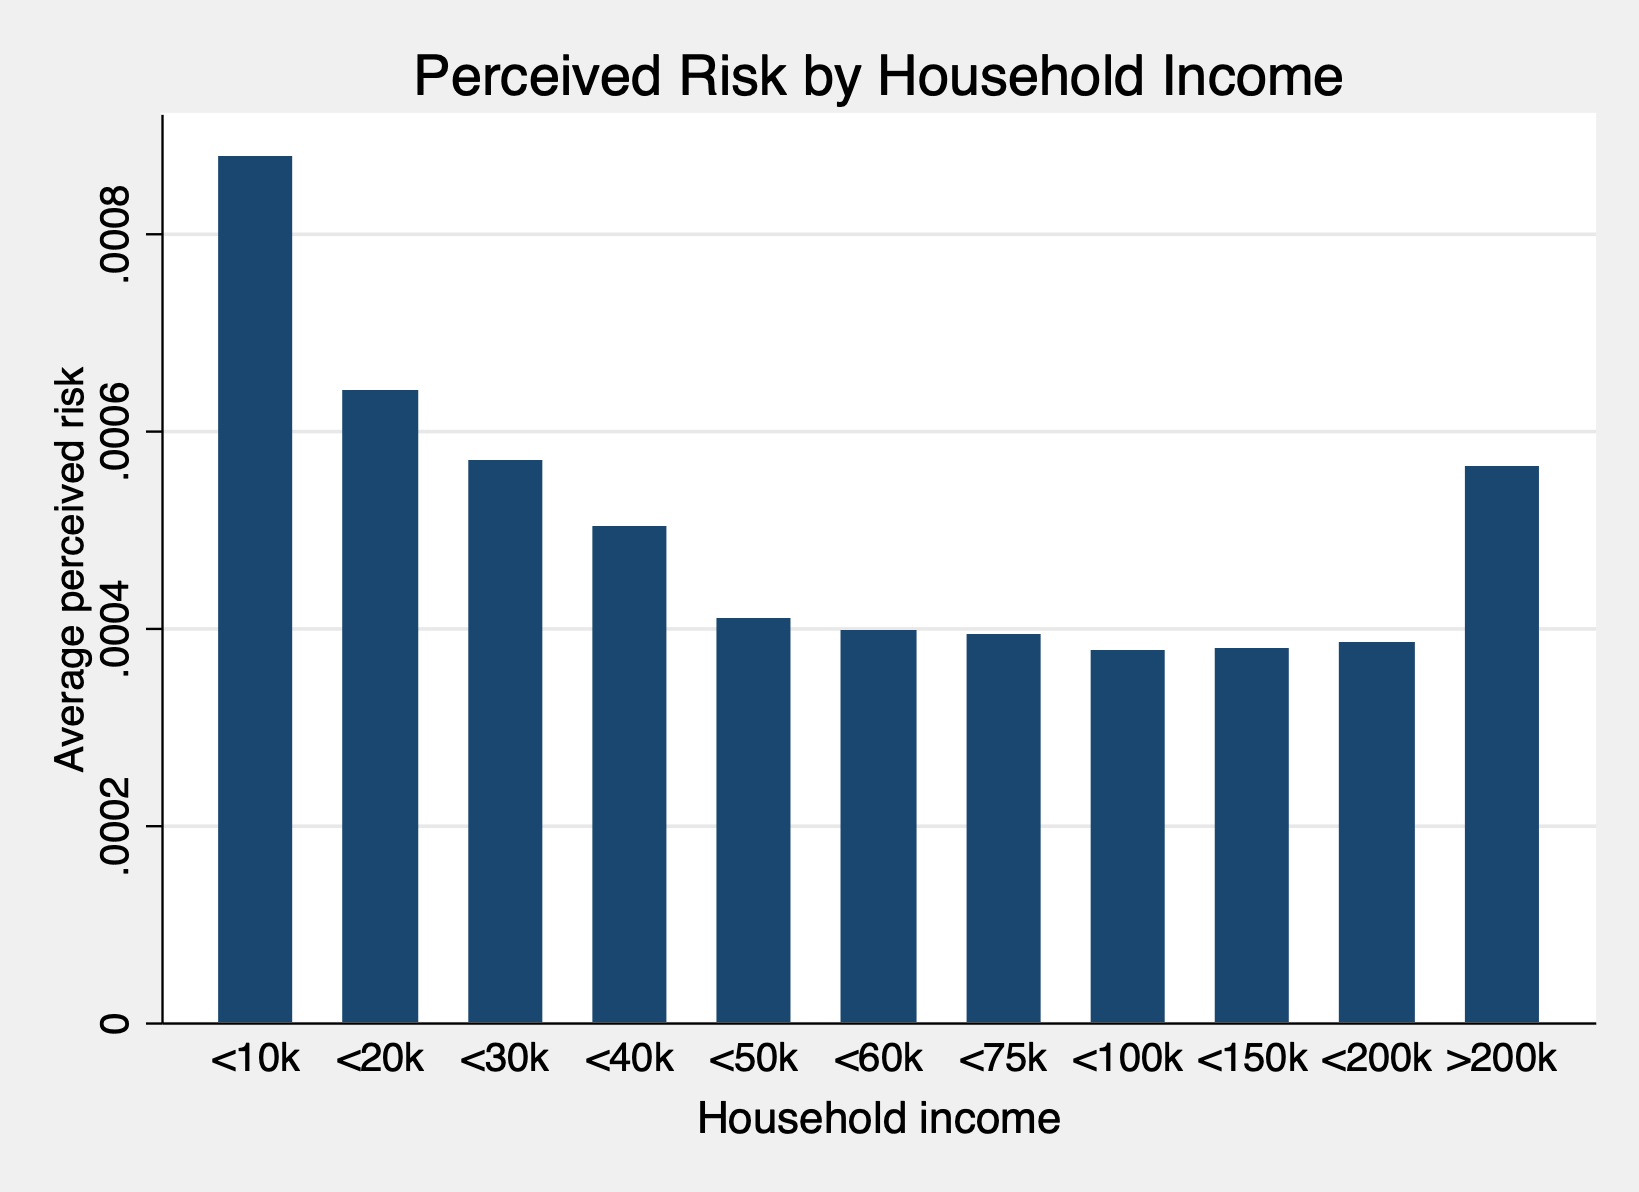 Perceived Risk by Household Income
Average perceived risk
.0008
.0006
.0004
.0002
0
<10k <20k <30k <40k <50k <60k <75k <100k <150k <200k >200k
Household income